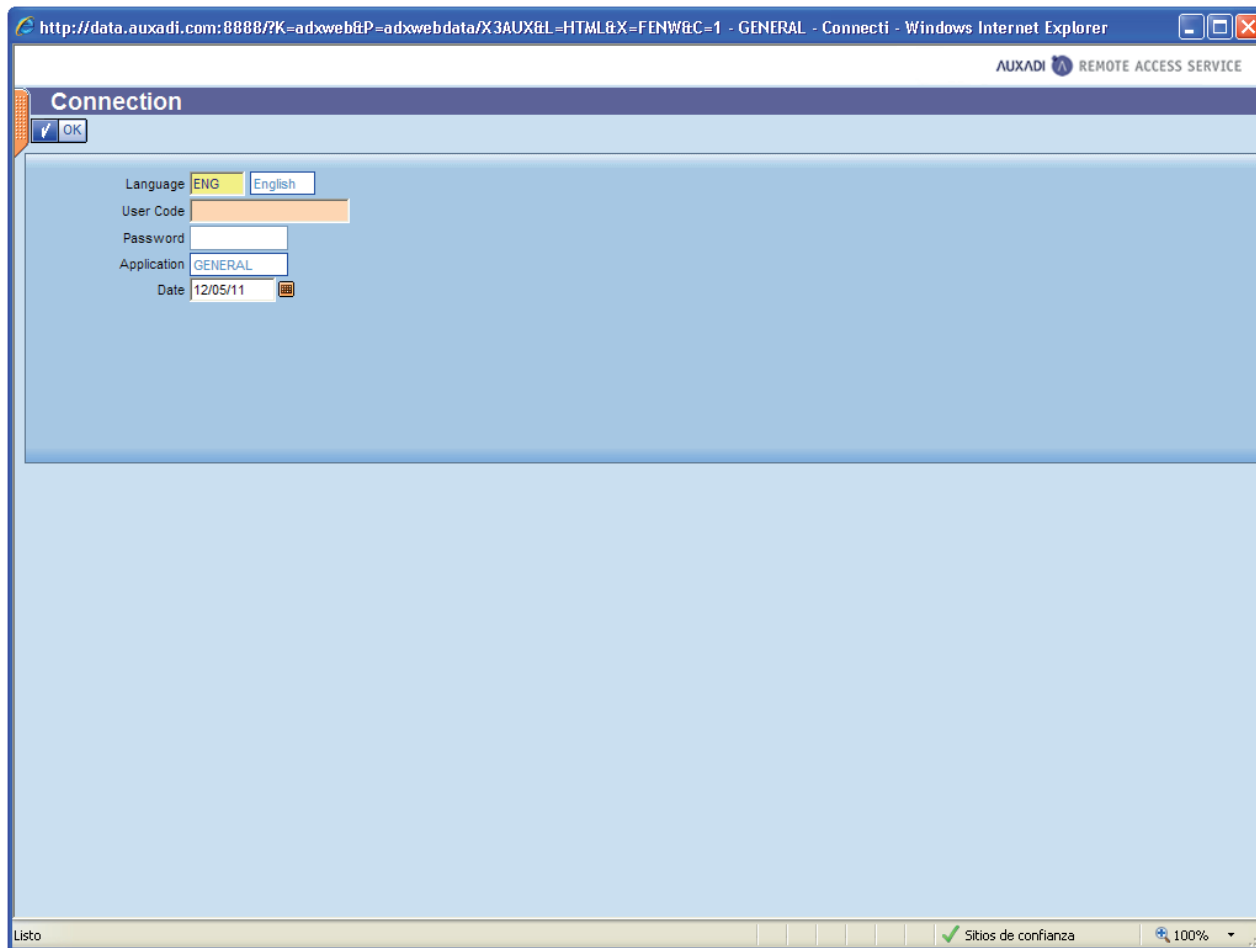 http://data.auxadi.com:8888/?K=adxweb&P=adxwebdata/X3AUX&L=HTML&X=FENW&C=1 - GENERAL - Connecti - Windows Internet Explorer
AUXADI REMOTE ACCESS SERVICE
Connection
OK
Language ENG English
User Code
Password
Application GENERAL
Date 12/05/11
Listo Sitios de confianza 100%